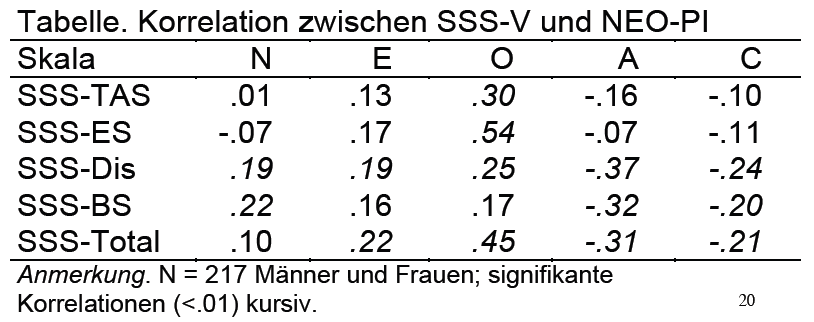 Tabelle. Korrelation zwischen SSS-V und NEO-PI
Skala N E O A C
SSS-TAS .01 .13 .30 -.16 -.10
SSS-ES -.07 .17 .54 -.07 -.11
SSS-Dis .19 .19 .25 -.37 -.24
SSS-BS .22 .16 .17 -.32 -.20
SSS-Total .10 .22 .45 -.31 -.21
Anmerkung. N = 217 Männer und Frauen; signifikante
Korrelationen (<.01) kursiv. 20